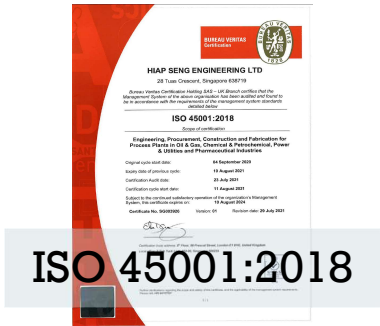 BUREAU VERITAS
Certification
BUREAU VERITAS
1828
HIAP SENG ENGINEERING LTD
28 Tuas Crescent, Singapore 638719
Bureau Veritas Certification Holding SAS – UK Branch certifies that the
Management System of the above organisation has been audited and found to
be in accordance with the requirements of the management system standards
detailed below
ISO 45001:2018
Scope of certification
Engineering, Procurement, Construction and Fabrication for
Process Plants in Oil & Gas, Chemical & Petrochemical, Power
& Utilities and Pharmaceutical Industries
Original cycle start date: 04 September 2020
Expiry date of previous cycle: 10 August 2021
Certification Audit date: 23 July 2021
Certification cycle start date: 11 August 2021
Subject to the continued satisfactory operation of the organisation's Management
System, this certificate expires on: 10 August 2024
Certificate No. Version: 01 Revision date: 29 July 2021
ISO 45001:2018